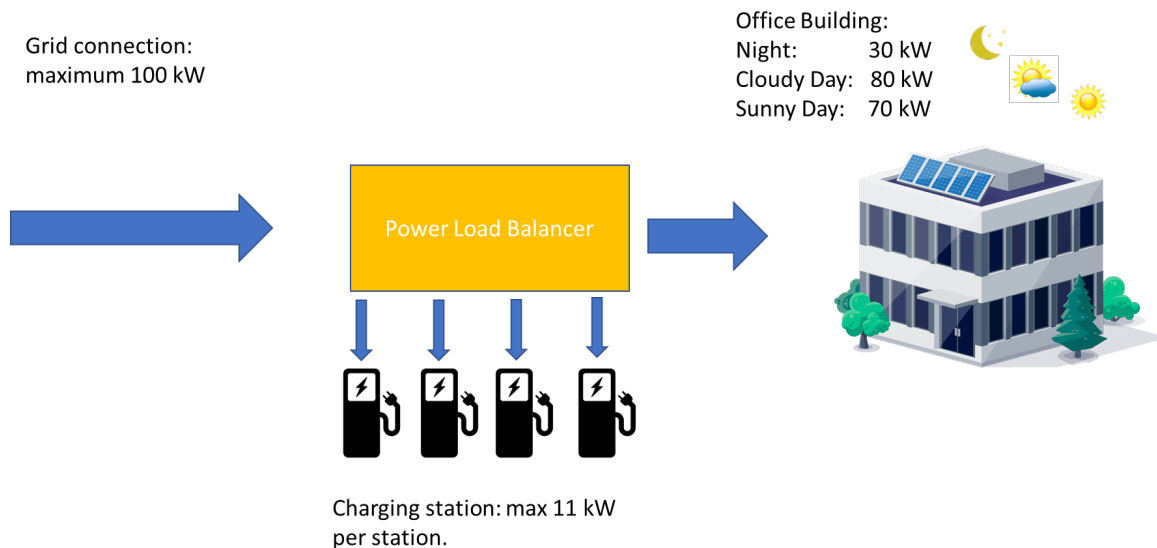 Grid connection:
maximum 100 kW
Office Building:
Night: 30 kW
Cloudy Day: 80 kW
Sunny Day: 70 kW
Power Load Balancer
Charging station: max 11 kW
per station.